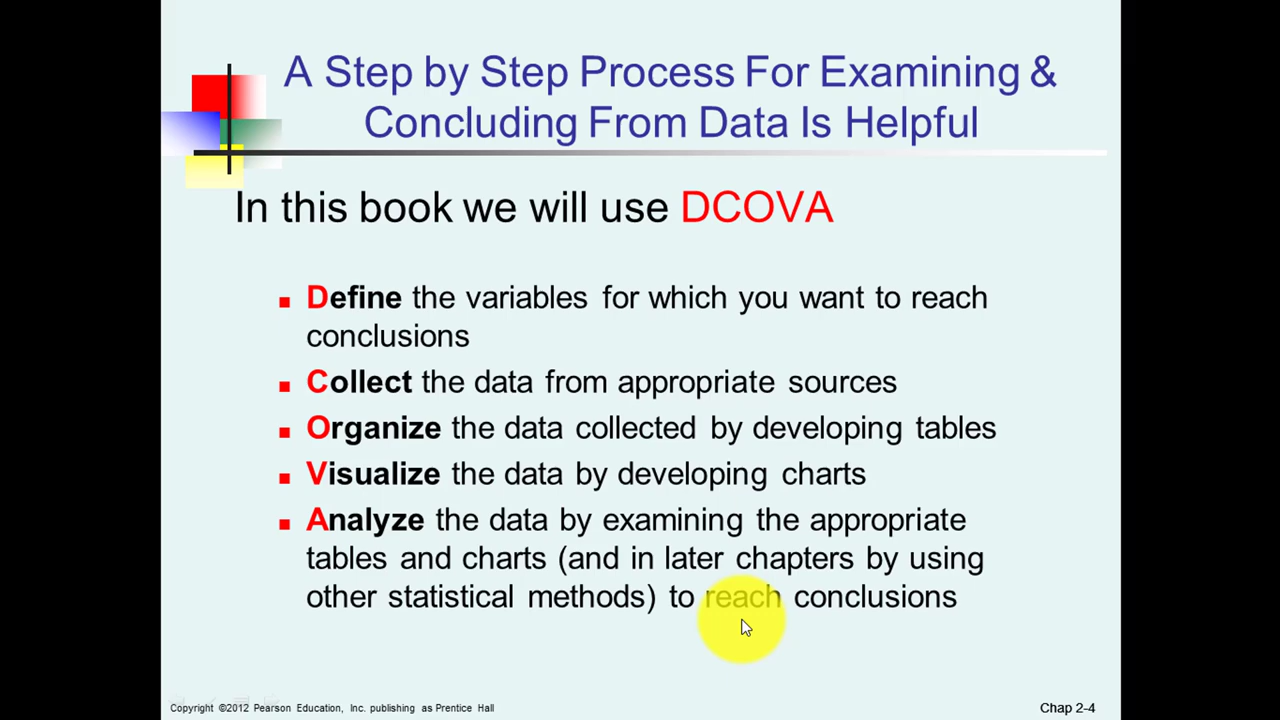 A Step by Step Process For Examining &
Concluding From Data Is Helpful
In this book we will use DCOVA
Define the variables for which you want to reach
conclusions
Collect the data from appropriate sources
Organize the data collected by developing tables
Visualize the data by developing charts
Analyze the data by examining the appropriate
tables and charts (and in later chapters by using
other statistical methods) to reach conclusions
Copyright ©2012 Pearson Education, Inc. publishing as Prentice Hall
Chap 2-4